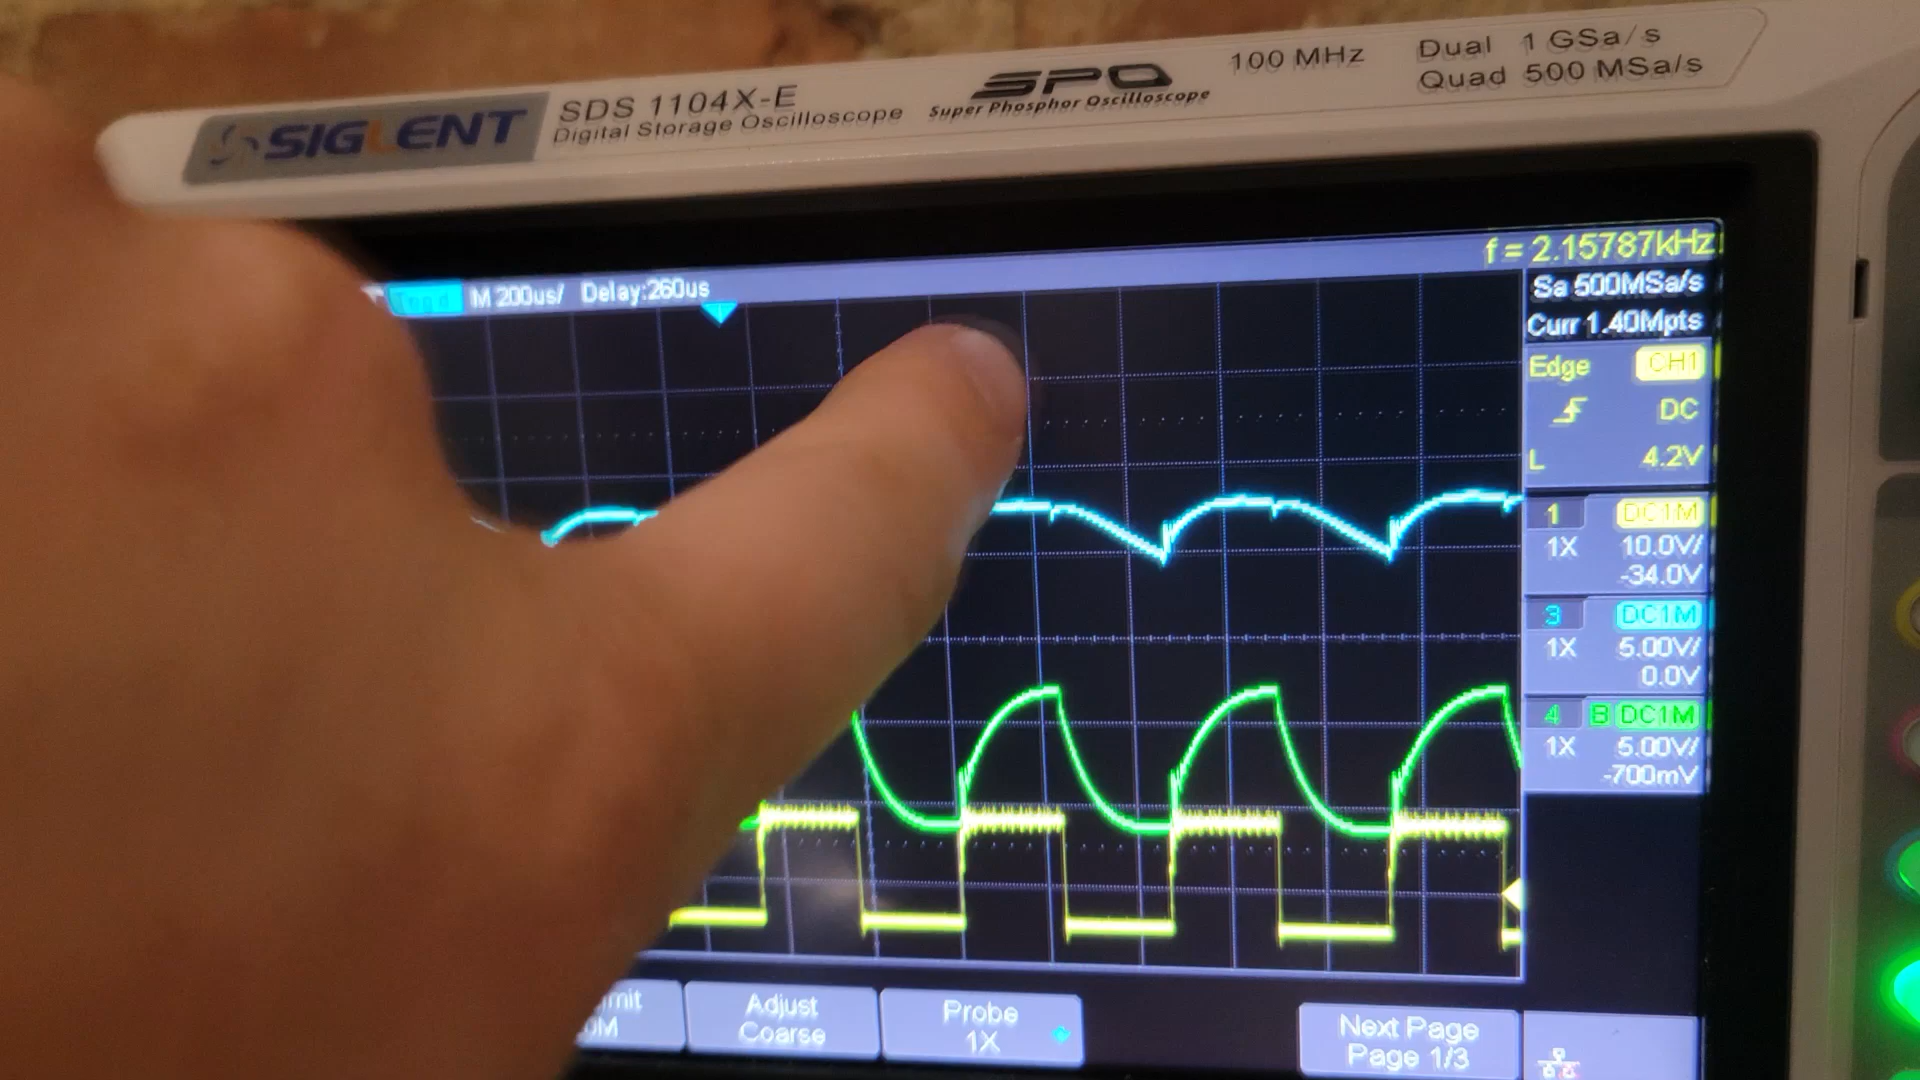 SIGLENT
SDS 1104X-E
Digital Storage Oscilloscope
SPO
Super Phosphor Oscilloscope
100 MHz
Dual 1 GSa/s
Quad 500 MSa/s
f = 2.15787kHz
M 200us/ Delay:260us
Sa 500MSa/s
Curr 1.40Mpts
Edge CH1
DC
L 4.2V
1 DC1M
1X 10.0V/
-34.0V
3 DC1M
1X 5.00V/
0.0V
4 B DC1M
1X 5.00V/
-700mV
Adjust
Coarse
Probe
1X
Next Page
Page 1/3